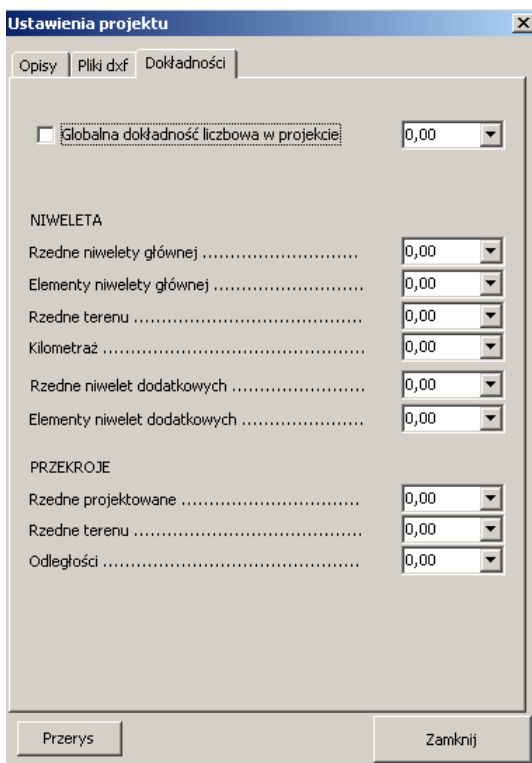 Ustawienia projektu
Opisy Pliki dxf Dokładności
Globalna dokładność liczbowa w projekcie 0,00
NIWELETA
Rzedne niwelety głównej ............................ 0,00
Elementy niwelety głównej ........................... 0,00
Rzedne terenu ......................................... 0,00
Kilometraż .............................................. 0,00
Rzedne niwelet dodatkowych ........................ 0,00
Elementy niwelet dodatkowych ...................... 0,00
PRZEKROJE
Rzedne projektowane ................................ 0,00
Rzedne terenu ......................................... 0,00
Odległości .............................................. 0,00
Przerys Zamknij